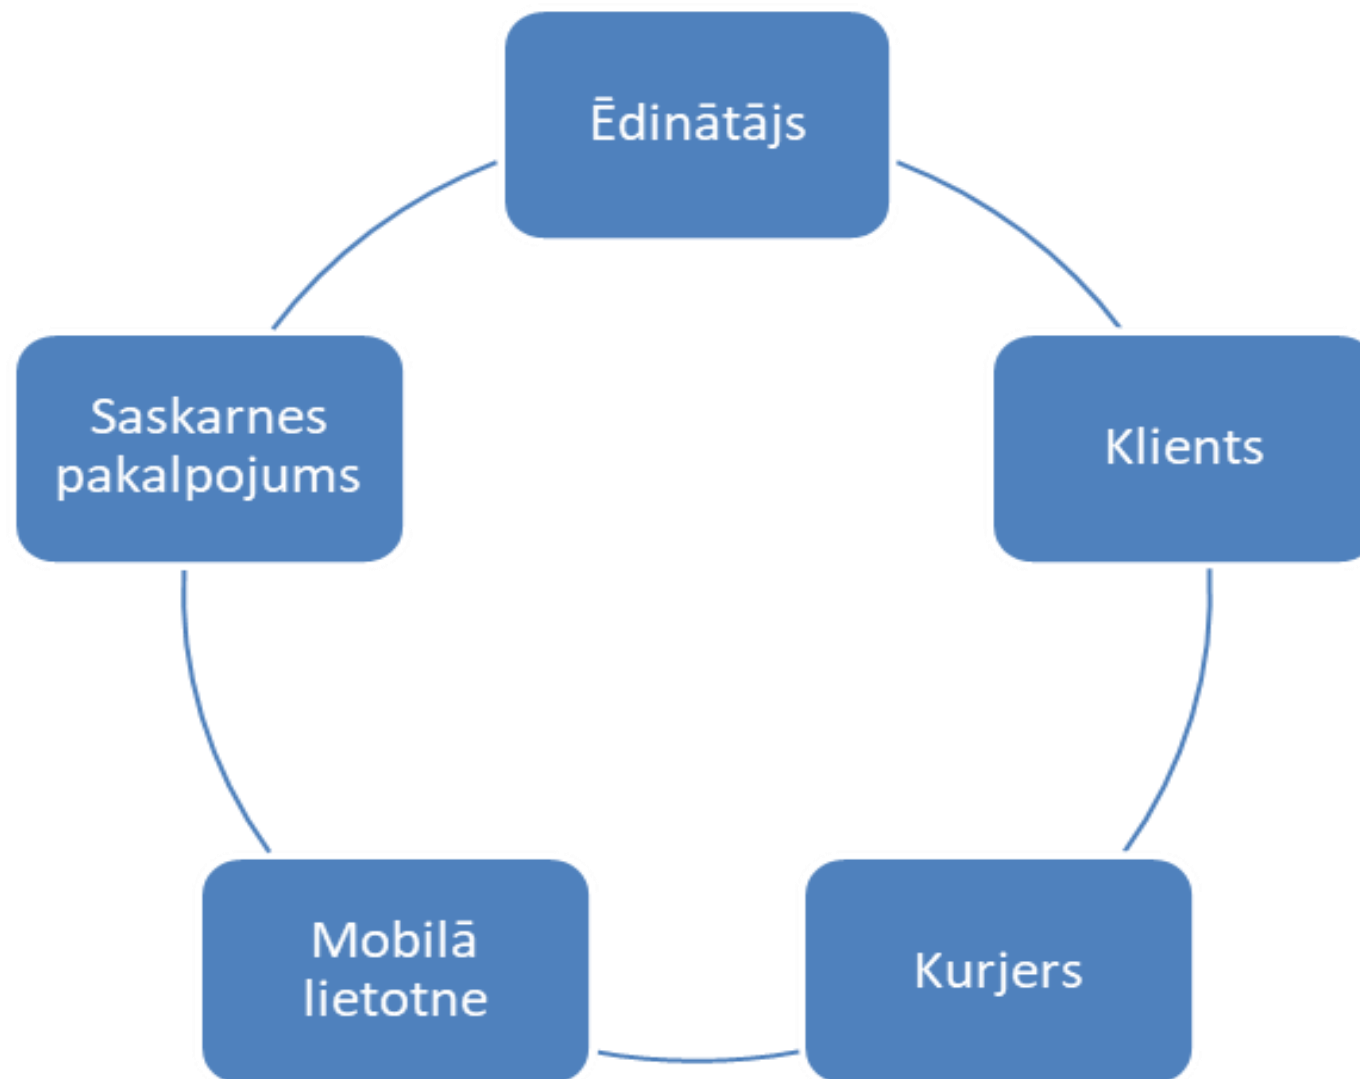 Ēdinātājs
Klients
Kurjers
Mobilā
lietotne
Saskarnes
pakalpojums